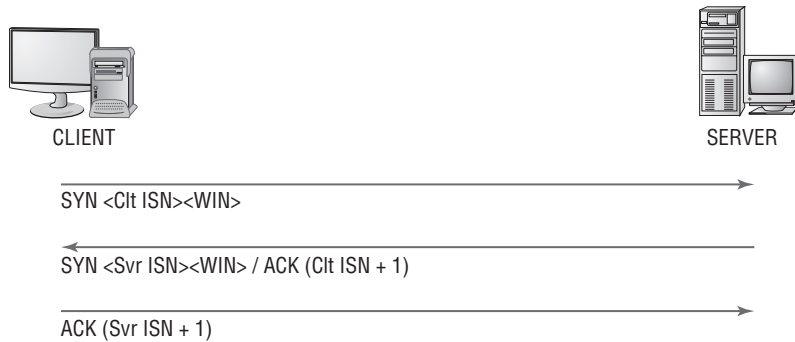 CLIENT
SERVER
SYN <Clt ISN><WIN>
SYN <Svr ISN><WIN> / ACK (Clt ISN + 1)
ACK (Svr ISN + 1)